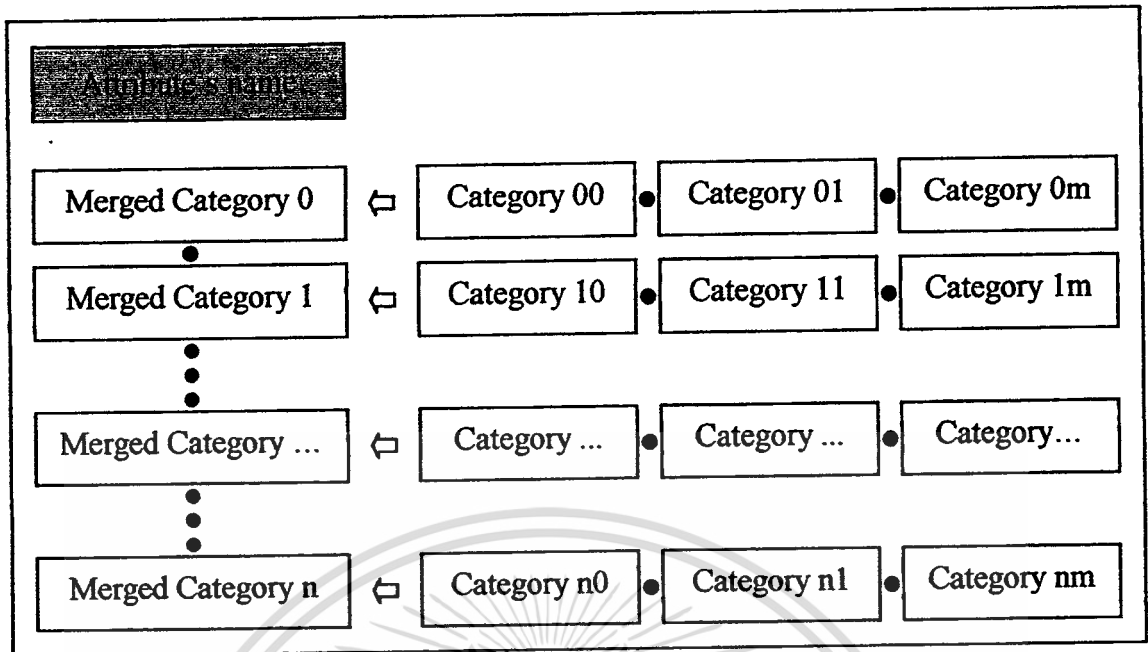 Attribute's name
Merged Category 0 ⇦ Category 00 Category 01 Category 0m
Merged Category 1 ⇦ Category 10 Category 11 Category 1m
Merged Category ... ⇦ Category ... Category ... Category...
Merged Category n ⇦ Category n0 Category n1 Category nm